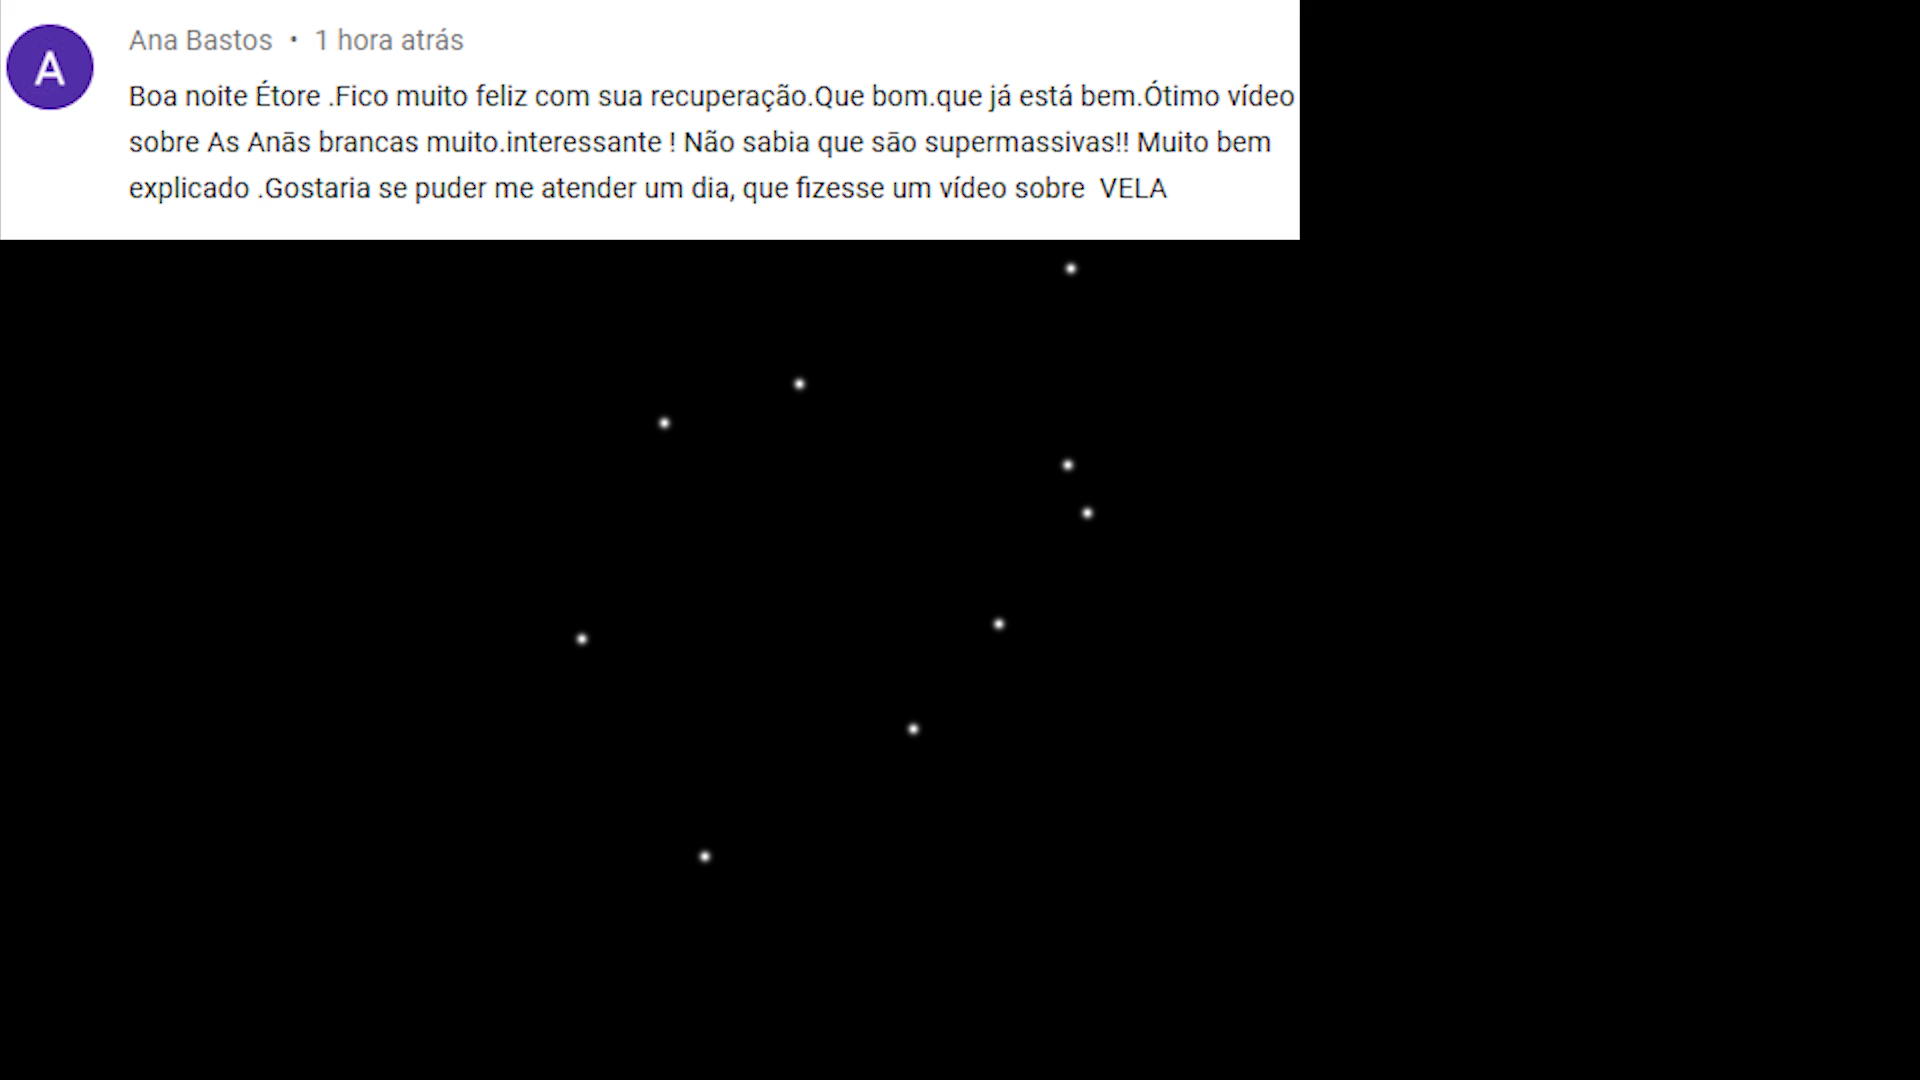 A
Ana Bastos • 1 hora atrás
Boa noite Étore .Fico muito feliz com sua recuperação.Que bom.que já está bem.Ótimo vídeo
sobre As Anãs brancas muito.interessante ! Não sabia que são supermassivas!! Muito bem
explicado .Gostaria se puder me atender um dia, que fizesse um vídeo sobre  VELA